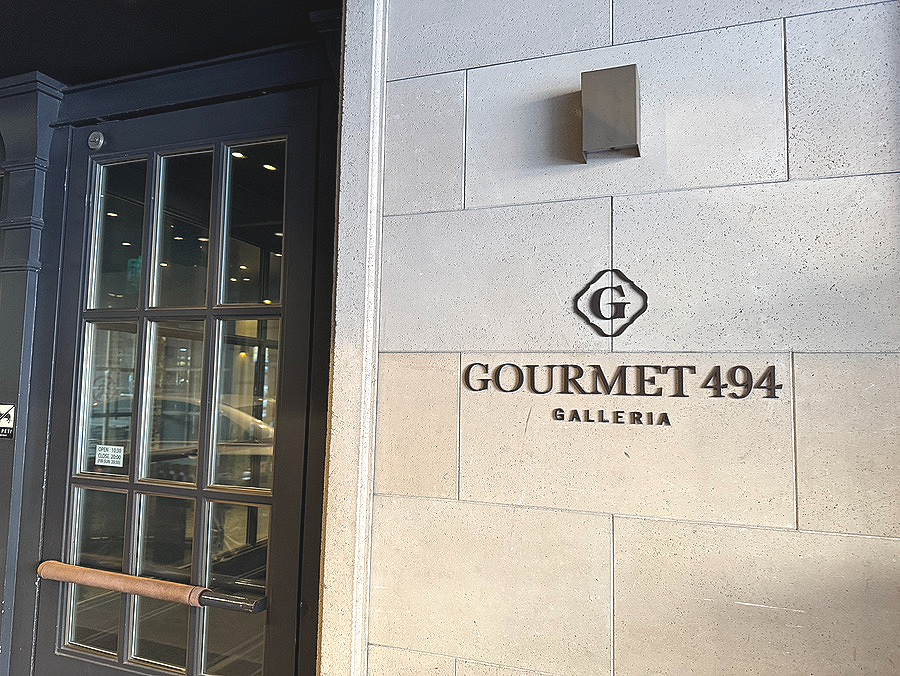 G
GOURMET 494
GALLERIA
OPEN 10:30
CLOSE 20:00